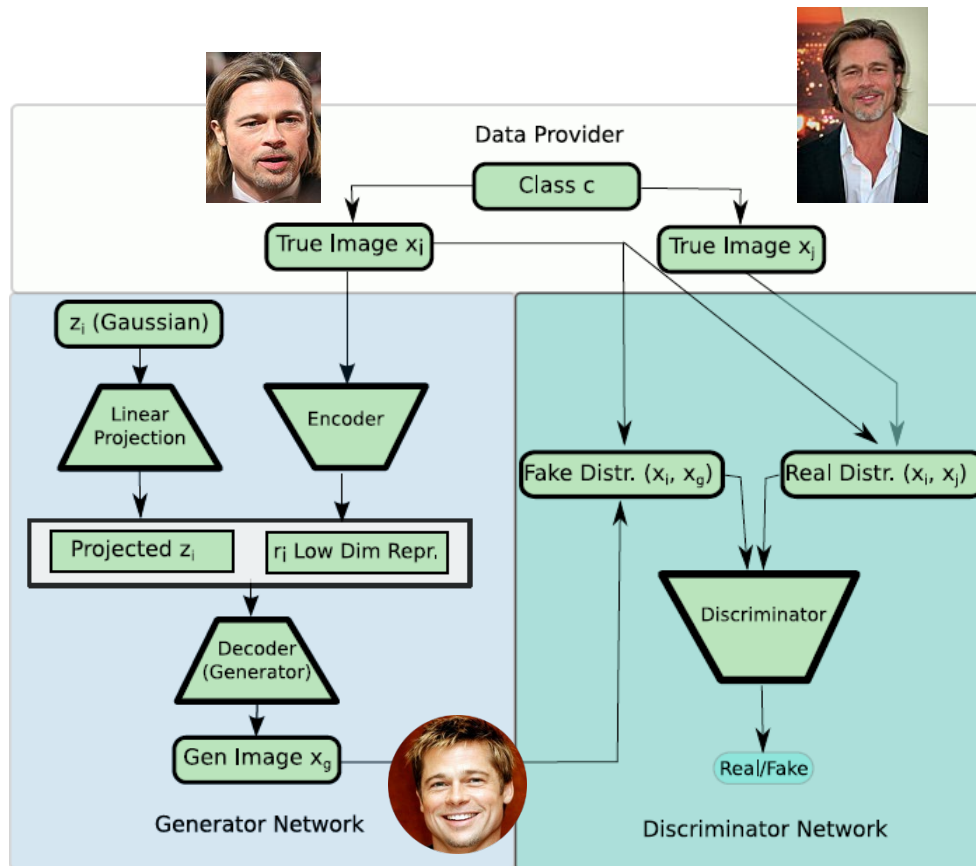 Data Provider
Class c
True Image xi
True Image xj
zi (Gaussian)
Linear
Projection
Encoder
Fake Distr. (xi, xg)
Real Distr. (xi, xj)
Projected zi
ri Low Dim Repr.
Discriminator
Decoder
(Generator)
Gen Image xg
Real/Fake
Generator Network
Discriminator Network